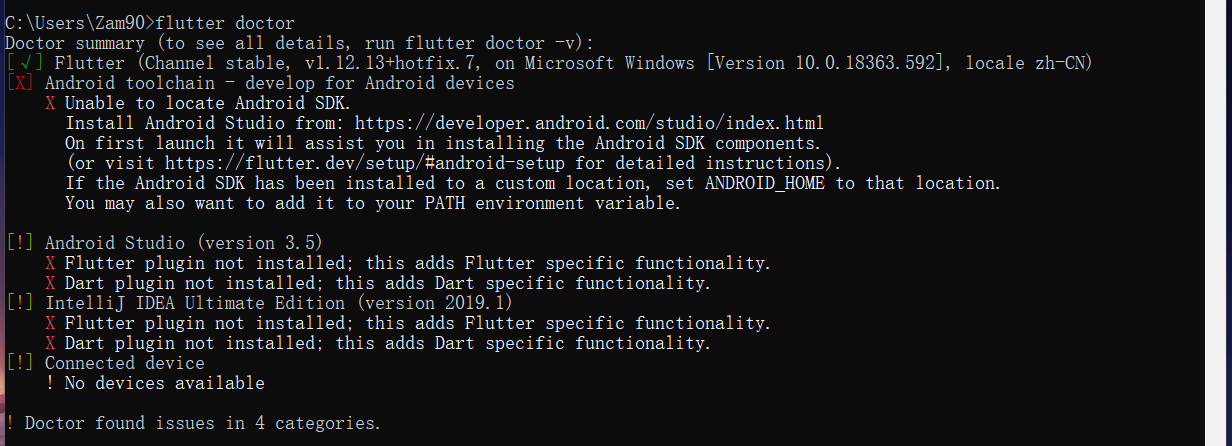 C:\Users\Zam90>flutter doctor
Doctor summary (to see all details, run flutter doctor -v):
[√] Flutter (Channel stable, v1.12.13+hotfix.7, on Microsoft Windows [Version 10.0.18363.592], locale zh-CN)
[X] Android toolchain - develop for Android devices
    X Unable to locate Android SDK.
      Install Android Studio from: https://developer.android.com/studio/index.html
      On first launch it will assist you in installing the Android SDK components.
      (or visit https://flutter.dev/setup/#android-setup for detailed instructions).
      If the Android SDK has been installed to a custom location, set ANDROID_HOME to that location.
      You may also want to add it to your PATH environment variable.

[!] Android Studio (version 3.5)
    X Flutter plugin not installed; this adds Flutter specific functionality.
    X Dart plugin not installed; this adds Dart specific functionality.
[!] IntelliJ IDEA Ultimate Edition (version 2019.1)
    X Flutter plugin not installed; this adds Flutter specific functionality.
    X Dart plugin not installed; this adds Dart specific functionality.
[!] Connected device
    ! No devices available

! Doctor found issues in 4 categories.